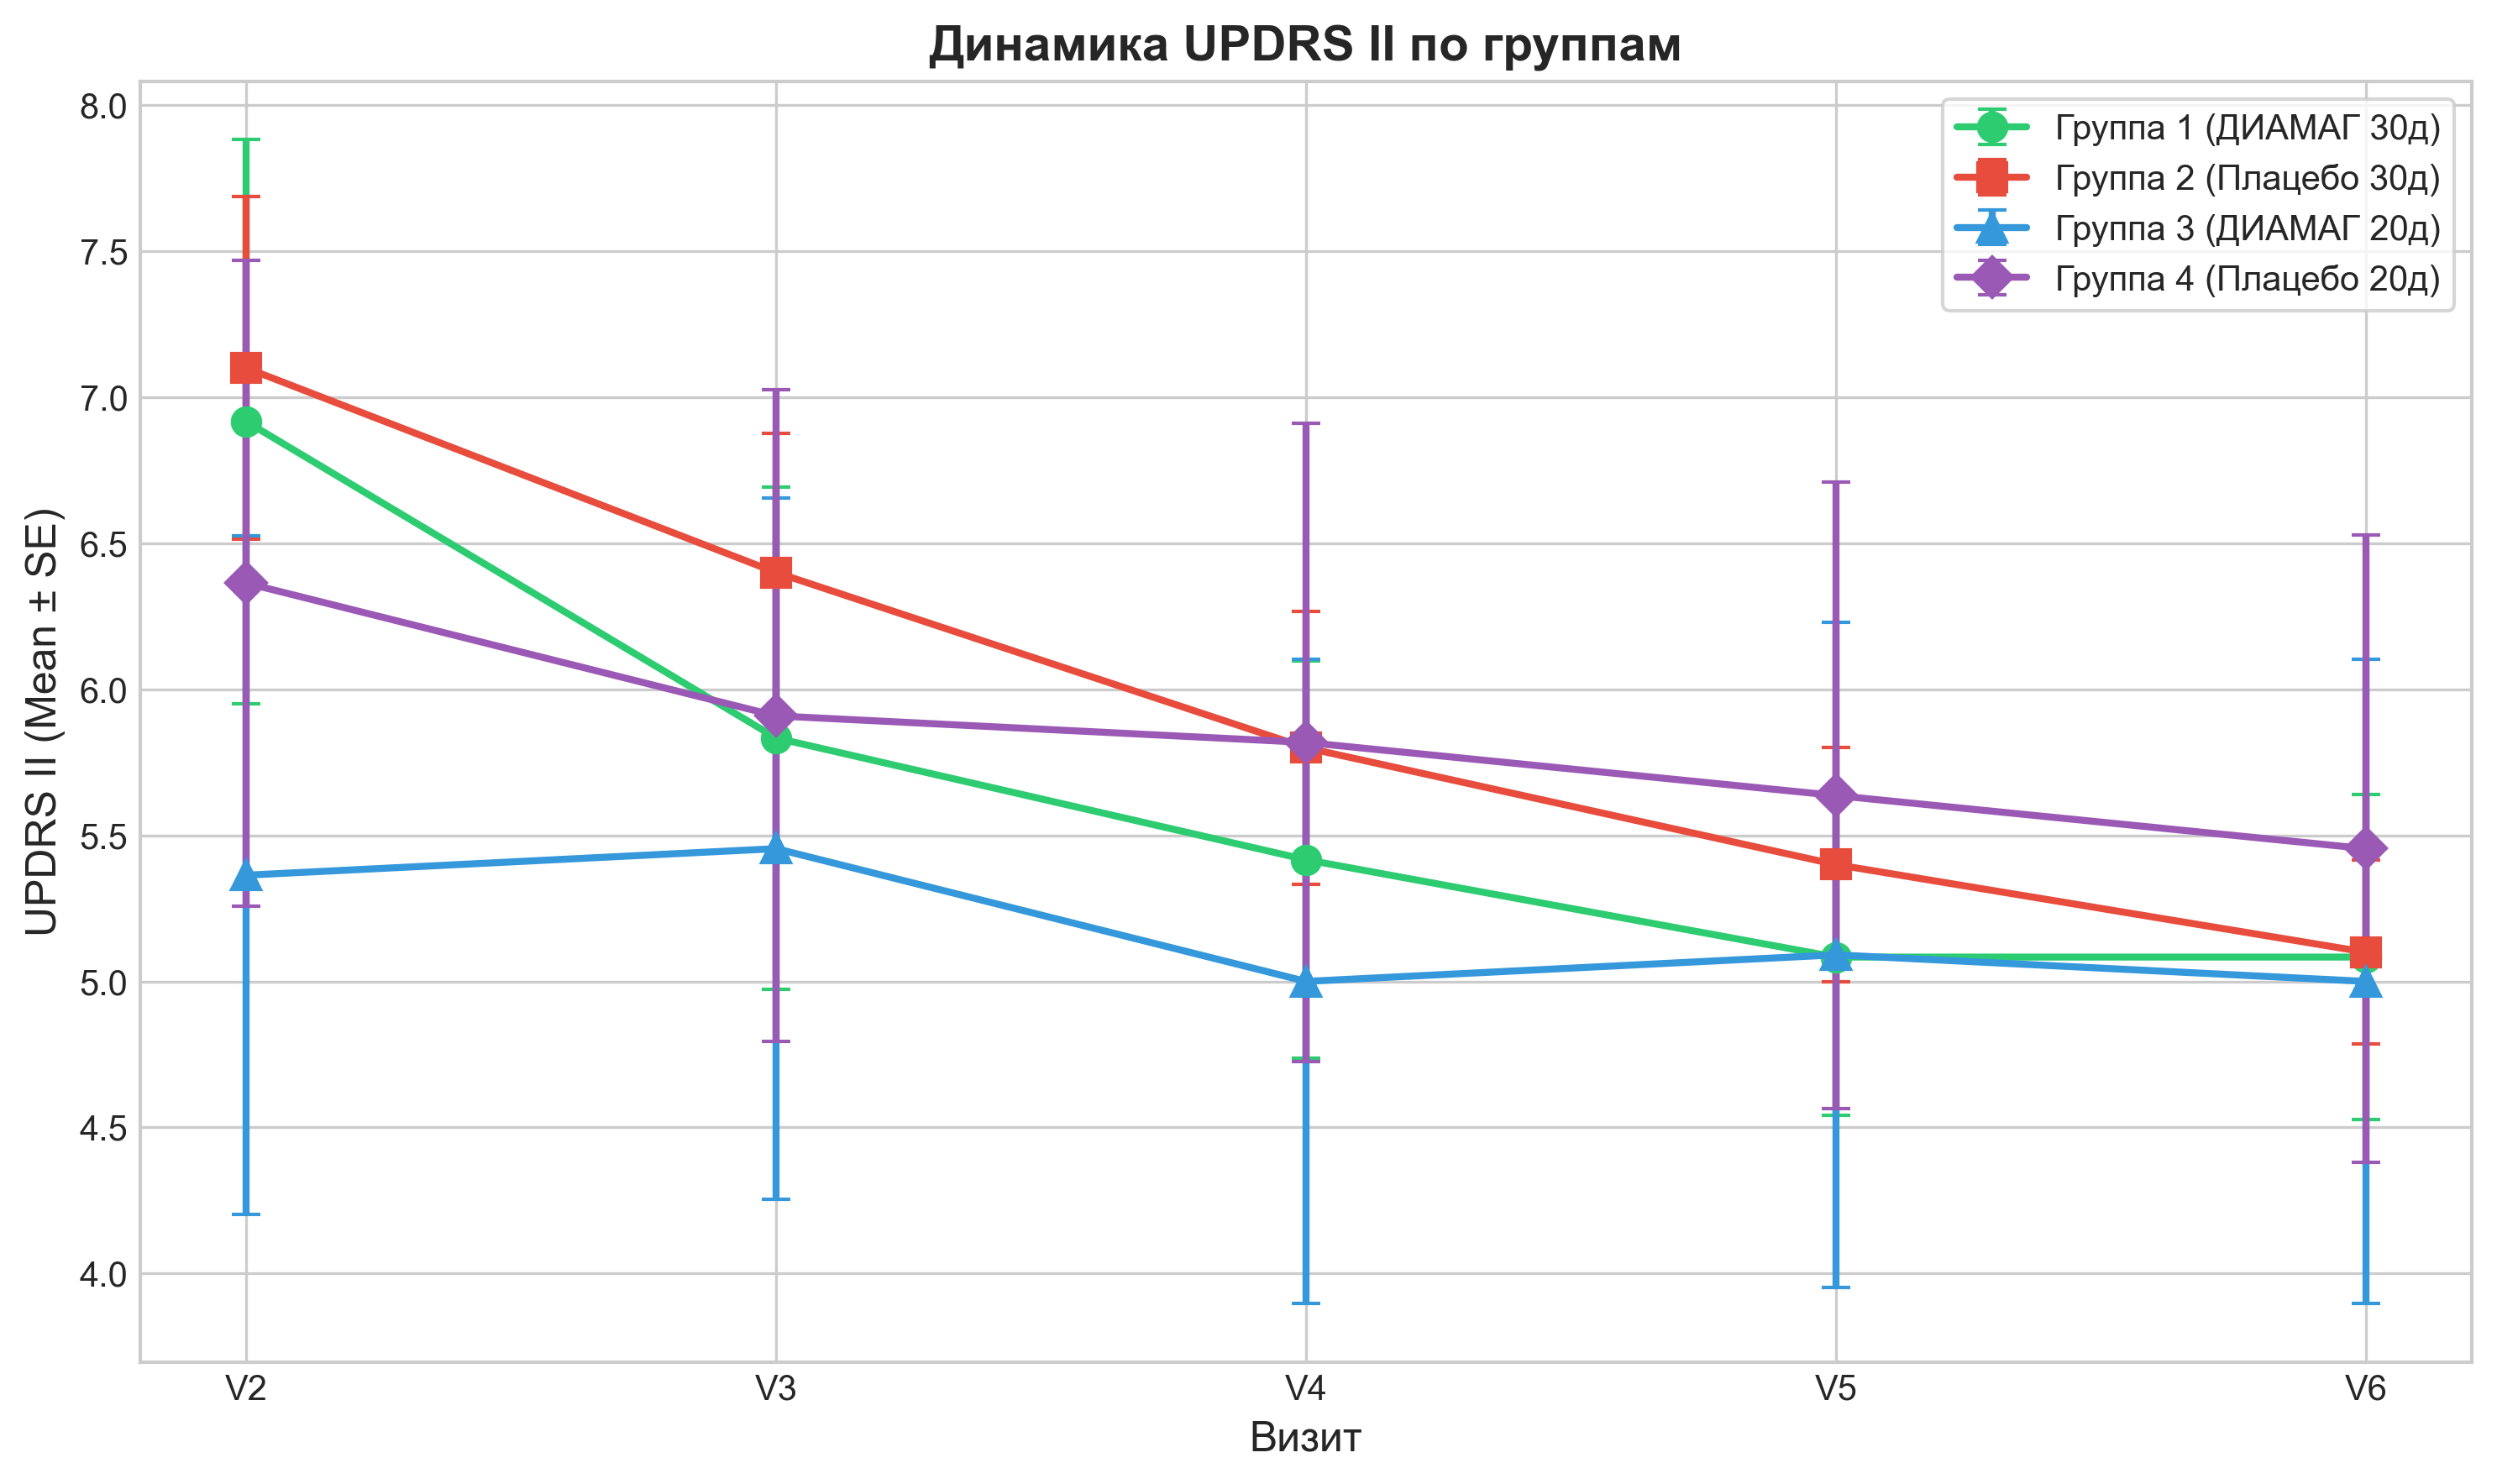 Динамика UPDRS II по группам
8.0
7.5
7.0
6.5
6.0
5.5
5.0
4.5
4.0
UPDRS II (Mean ± SE)
Группа 1 (ДИАМАГ 30д)
Группа 2 (Плацебо 30д)
Группа 3 (ДИАМАГ 20д)
Группа 4 (Плацебо 20д)
V2 V3 V4 V5 V6
Визит